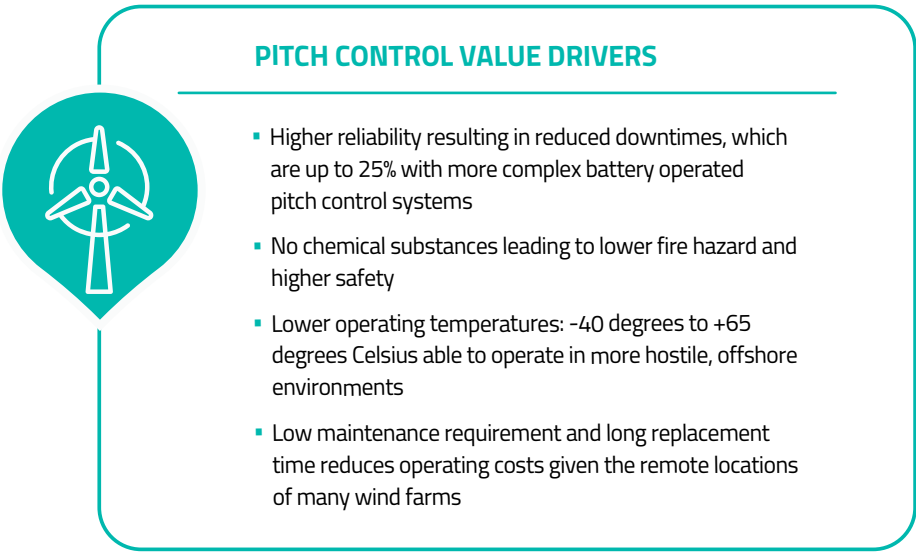 PITCH CONTROL VALUE DRIVERS
▪ Higher reliability resulting in reduced downtimes, which
are up to 25% with more complex battery operated
pitch control systems
▪ No chemical substances leading to lower fire hazard and
higher safety
▪ Lower operating temperatures: -40 degrees to +65
degrees Celsius able to operate in more hostile, offshore
environments
▪ Low maintenance requirement and long replacement
time reduces operating costs given the remote locations
of many wind farms